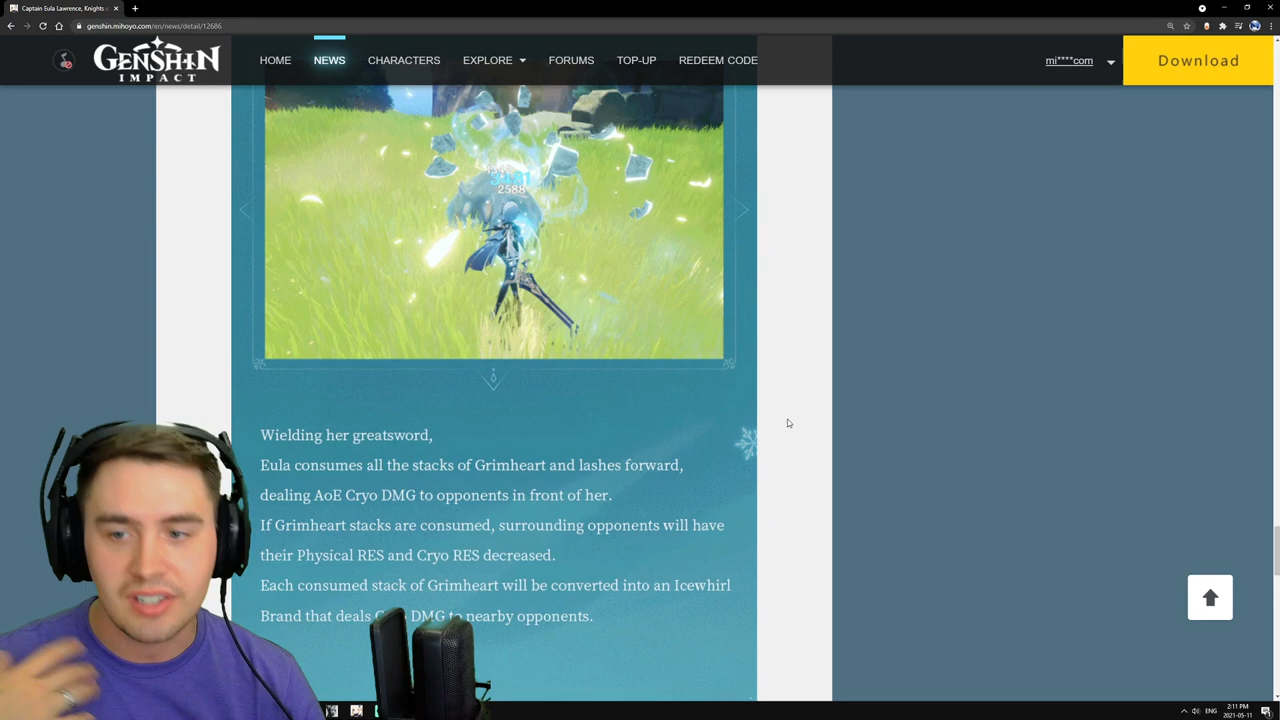 Captain Eula Lawrence, Knights
genshin.mihoyo.com/en/news/detail/12686
GENSHIN
IMPACT
HOME NEWS CHARACTERS EXPLORE FORUMS TOP-UP REDEEM CODE
mi****com
Download
2588
Wielding her greatsword,
Eula consumes all the stacks of Grimheart and lashes forward,
dealing AoE Cryo DMG to opponents in front of her.
If Grimheart stacks are consumed, surrounding opponents will have
their Physical RES and Cryo RES decreased.
Each consumed stack of Grimheart will be converted into an Icewhirl
Brand that deals DMG to nearby opponents.
ENG
2:11 PM
2021-05-11